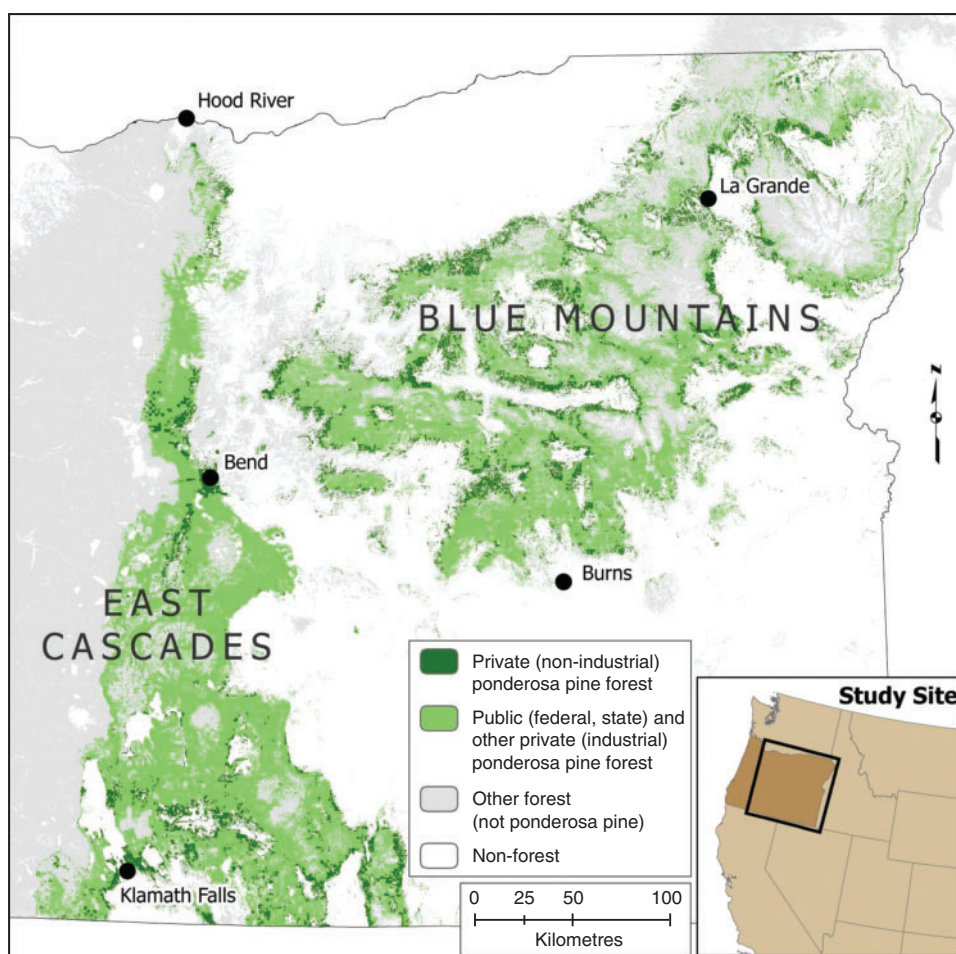 Hood River
La Grande
BLUE MOUNTAINS
N
Bend
Burns
EAST
CASCADES
Klamath Falls
Private (non-industrial)
ponderosa pine forest
Public (federal, state) and
other private (industrial)
ponderosa pine forest
Other forest
(not ponderosa pine)
Non-forest
0 25 50 100
Kilometres
Study Site